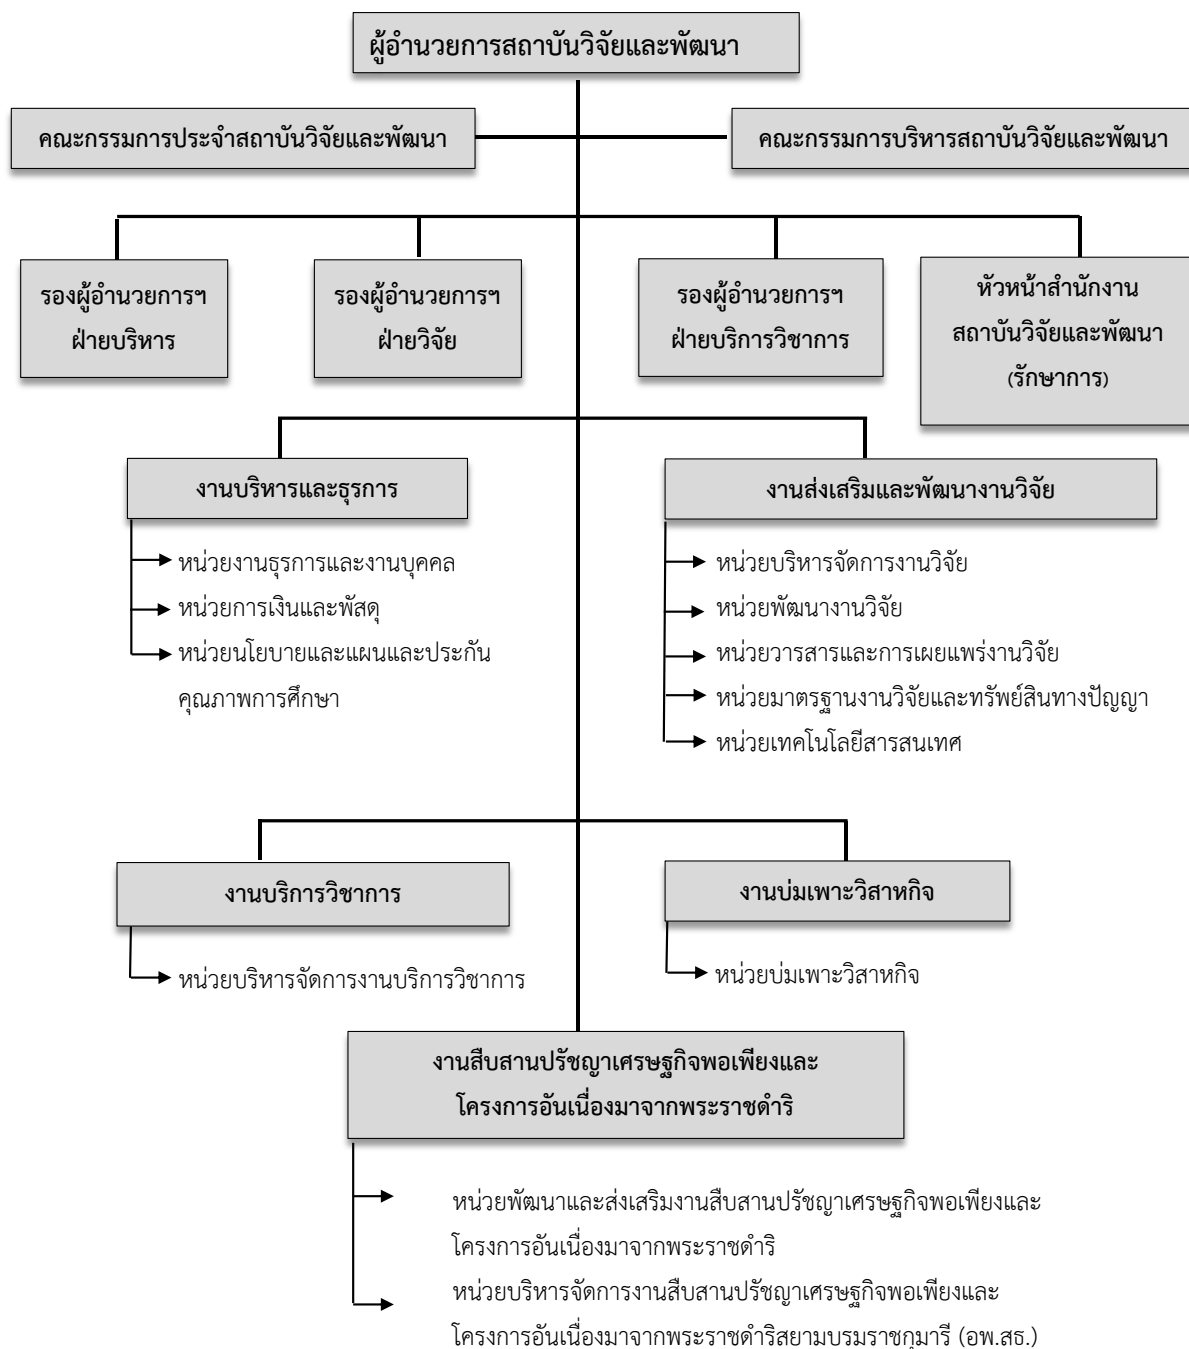 ผู้อำนวยการสถาบันวิจัยและพัฒนา
คณะกรรมการประจำสถาบันวิจัยและพัฒนา
คณะกรรมการบริหารสถาบันวิจัยและพัฒนา
รองผู้อำนวยการฯ
ฝ่ายบริหาร
รองผู้อำนวยการฯ
ฝ่ายวิจัย
รองผู้อำนวยการฯ
ฝ่ายบริการวิชาการ
หัวหน้าสำนักงาน
สถาบันวิจัยและพัฒนา
(รักษาการ)
งานบริหารและธุรการ
หน่วยงานธุรการและงานบุคคล
หน่วยการเงินและพัสดุ
หน่วยนโยบายและแผนและประกัน
คุณภาพการศึกษา
งานส่งเสริมและพัฒนางานวิจัย
หน่วยบริหารจัดการงานวิจัย
หน่วยพัฒนางานวิจัย
หน่วยวารสารและการเผยแพร่งานวิจัย
หน่วยมาตรฐานงานวิจัยและทรัพย์สินทางปัญญา
หน่วยเทคโนโลยีสารสนเทศ
งานบริการวิชาการ
หน่วยบริหารจัดการงานบริการวิชาการ
งานบ่มเพาะวิสาหกิจ
หน่วยบ่มเพาะวิสาหกิจ
งานสืบสานปรัชญาเศรษฐกิจพอเพียงและ
โครงการอันเนื่องมาจากพระราชดำริ
หน่วยพัฒนาและส่งเสริมงานสืบสานปรัชญาเศรษฐกิจพอเพียงและ
โครงการอันเนื่องมาจากพระราชดำริ
หน่วยบริหารจัดการงานสืบสานปรัชญาเศรษฐกิจพอเพียงและ
โครงการอันเนื่องมาจากพระราชดำริสยามบรมราชกุมารี (อพ.สธ.)